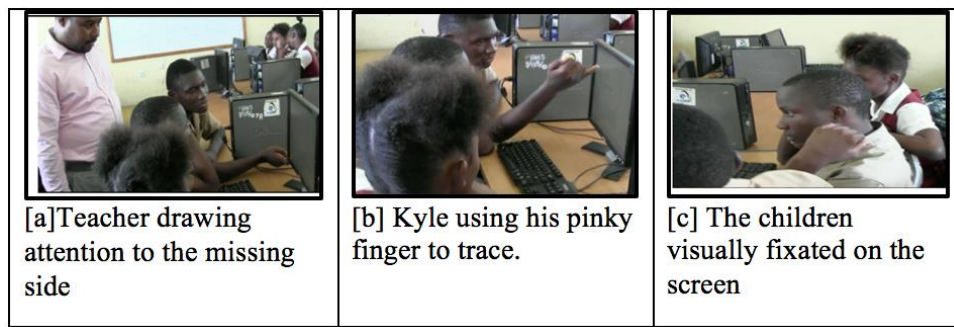 [a]Teacher drawing
attention to the missing
side
[b] Kyle using his pinky
finger to trace.
[c] The children
visually fixated on the
screen